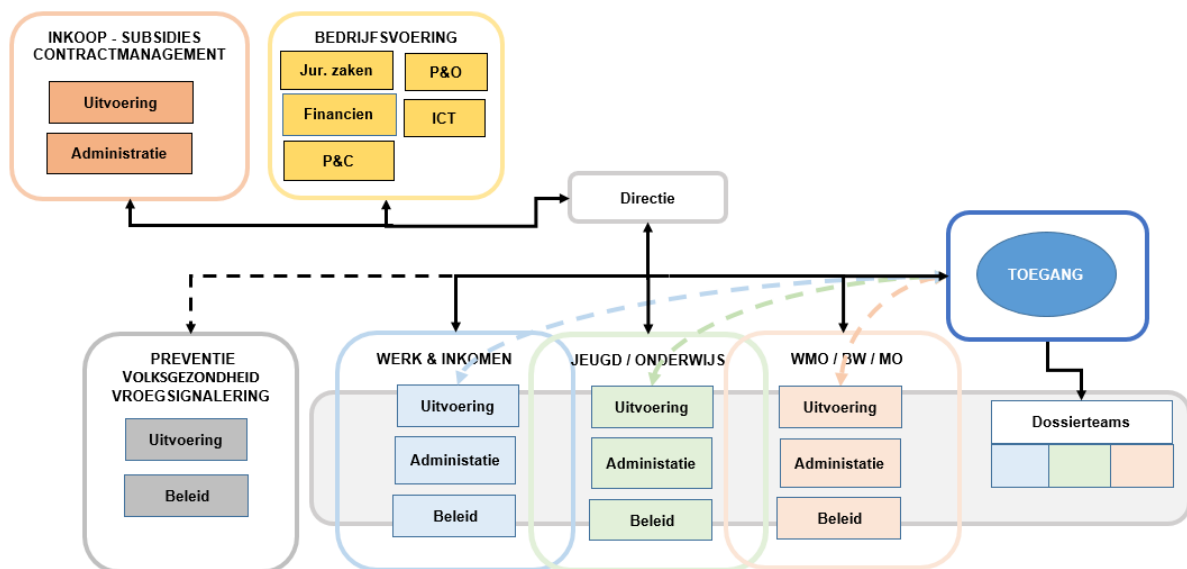 INKOOP - SUBSIDIES
CONTRACTMANAGEMENT
Uitvoering
Administratie
BEDRIJFSVOERING
Jur. zaken
P&O
Financien
ICT
P&C
Directie
TOEGANG
PREVENTIE
VOLKSGEZONDHEID
VROEGSIGNALERING
Uitvoering
Beleid
WERK & INKOMEN
Uitvoering
Administatie
Beleid
JEUGD / ONDERWIJS
Uitvoering
Administatie
Beleid
WMO / BW / MO
Uitvoering
Administatie
Beleid
Dossierteams